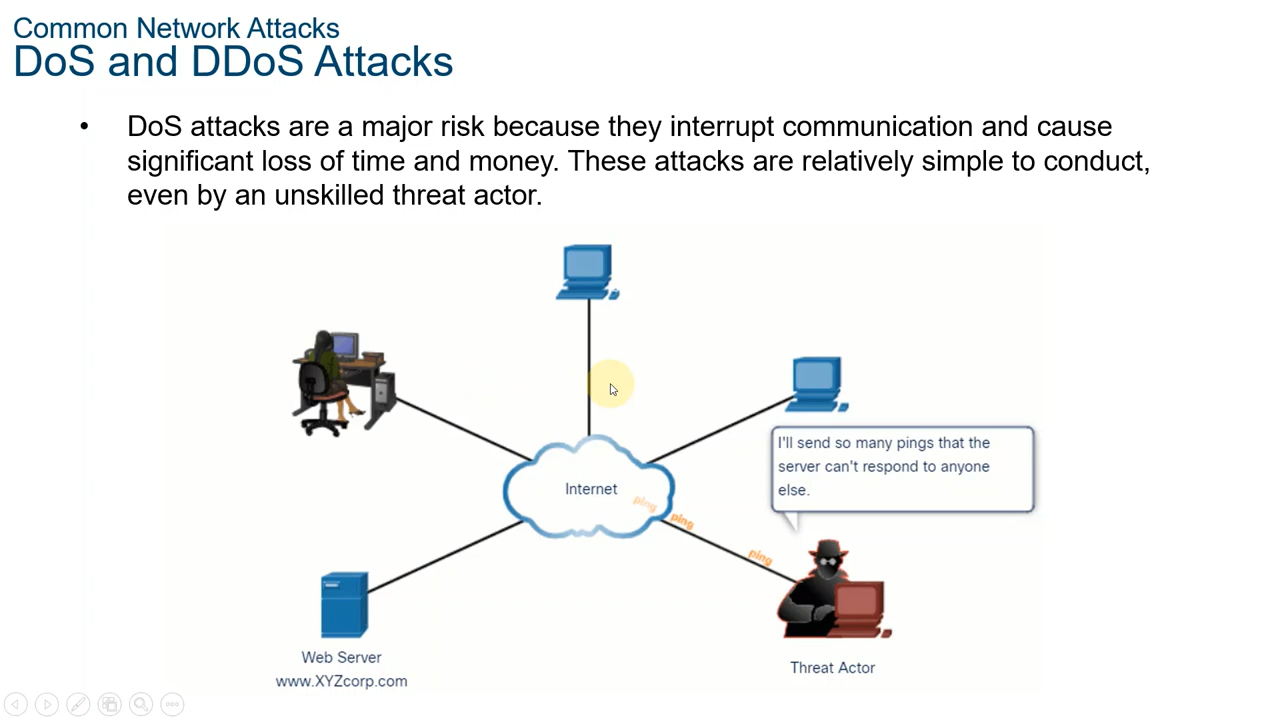 Common Network Attacks
DoS and DDoS Attacks
• DoS attacks are a major risk because they interrupt communication and cause
significant loss of time and money. These attacks are relatively simple to conduct,
even by an unskilled threat actor.
I'll send so many pings that the
server can't respond to anyone
else.
Internet
ping
ping
ping
Web Server
www.XYZcorp.com
Threat Actor